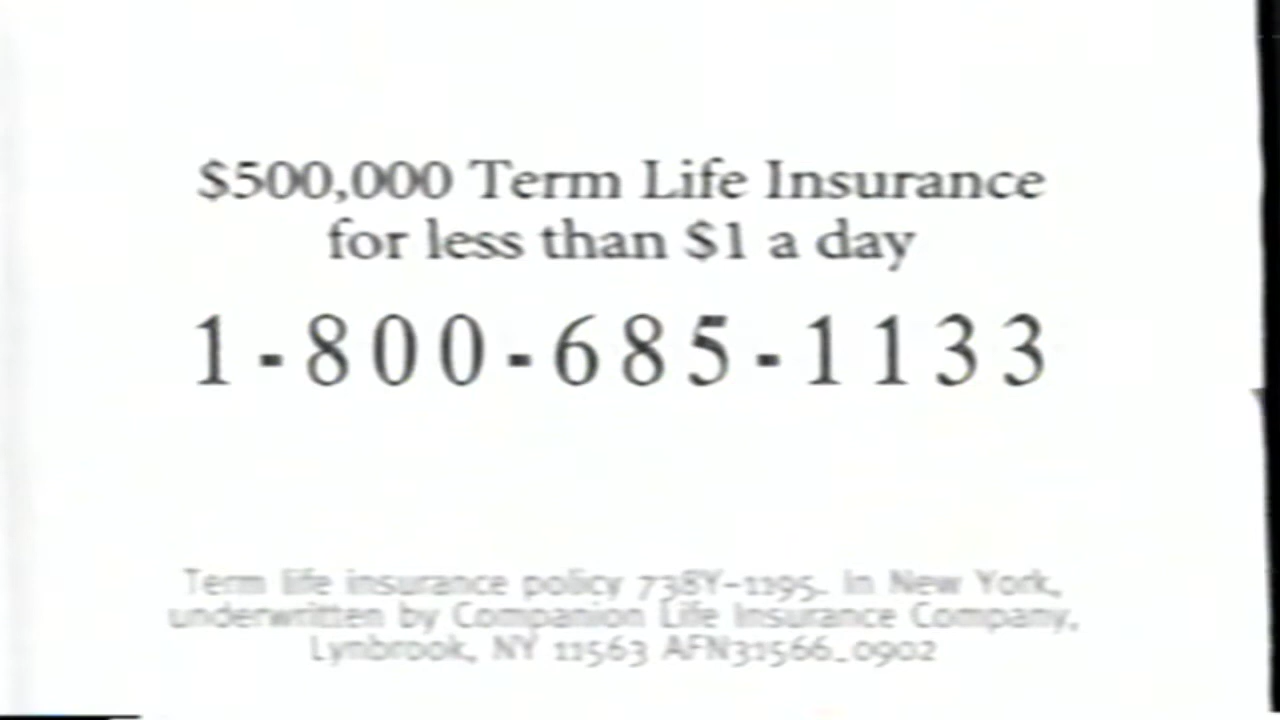 $500,000 Term Life Insurance
for less than $1 a day
1-800-685-1133
Term life insurance policy 738Y-1195. In New York,
underwritten by Companion Life Insurance Company,
Lynbrook, NY 11563 AFN31566_0902